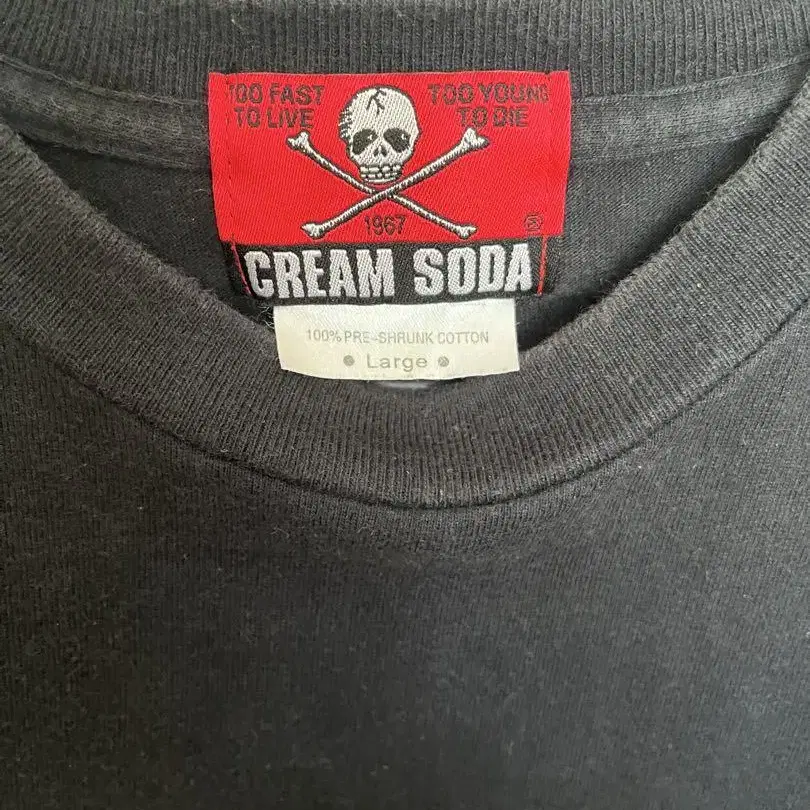 TOO FAST TOO YOUNG
TO LIVE TO DIE
1967 ®
CREAM SODA
100% PRE-SHRUNK COTTON
● Large ●